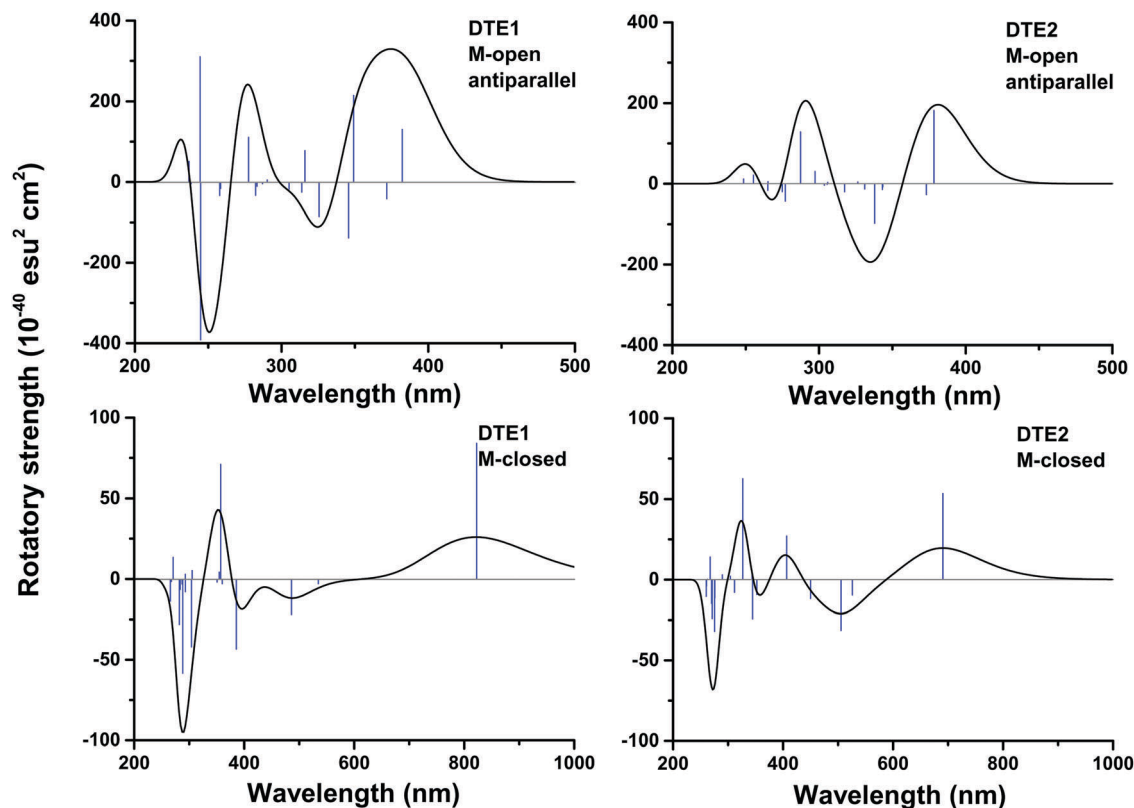 Rotatory strength (10⁻⁴⁰ esu² cm²)
400
200
0
-200
-400
DTE1
M-open
antiparallel
200 300 400 500
Wavelength (nm)
400
200
0
-200
-400
DTE2
M-open
antiparallel
200 300 400 500
Wavelength (nm)
100
50
0
-50
-100
DTE1
M-closed
200 400 600 800 1000
Wavelength (nm)
100
50
0
-50
-100
DTE2
M-closed
200 400 600 800 1000
Wavelength (nm)